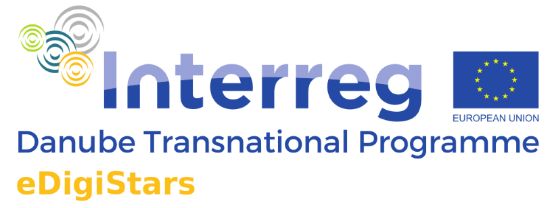 Interreg
EUROPEAN UNION
Danube Transnational Programme
eDigiStars